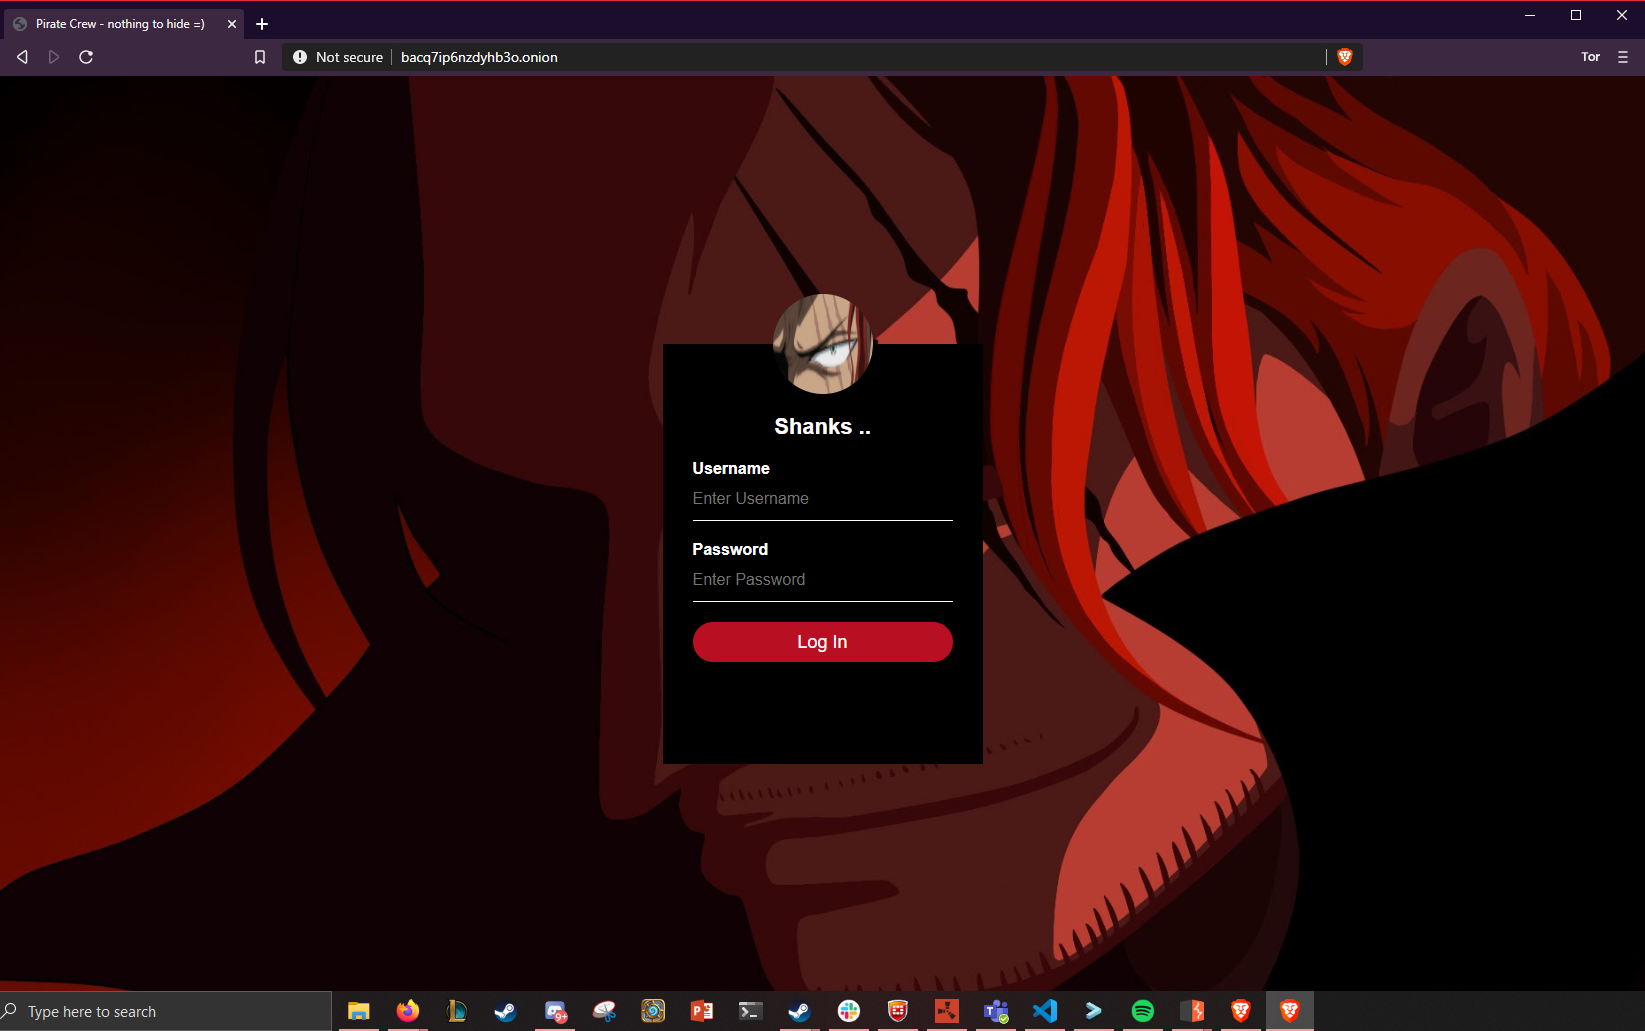 Pirate Crew - nothing to hide =)
Not secure
bacq7ip6nzdyhb3o.onion
Tor
Shanks ..
Username
Enter Username
Password
Enter Password
Log In
Type here to search
9+